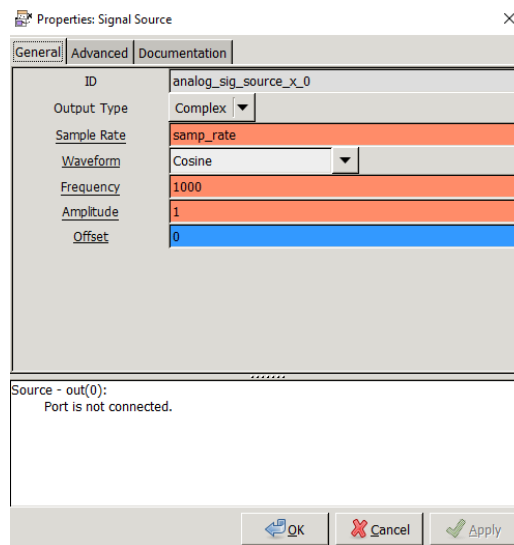 Properties: Signal Source
General Advanced Documentation
ID analog_sig_source_x_0
Output Type Complex
Sample Rate samp_rate
Waveform Cosine
Frequency 1000
Amplitude 1
Offset 0
Source - out(0):
Port is not connected.
OK Cancel Apply